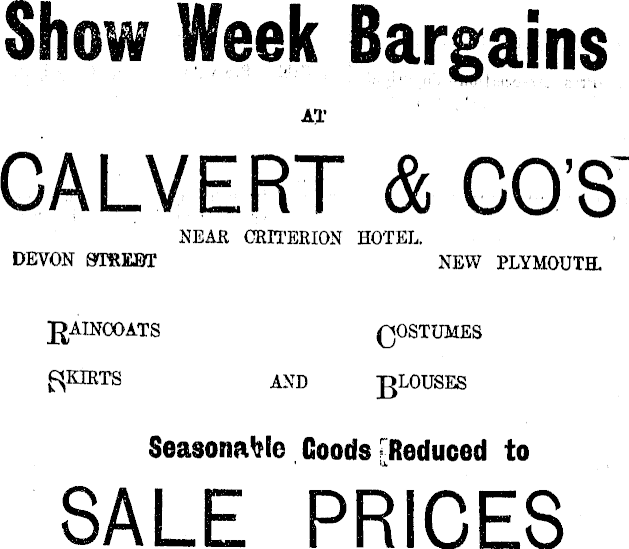 Show Week Bargains
AT
CALVERT & CO'S
NEAR CRITERION HOTEL.
DEVON STREET
NEW PLYMOUTH.
RAINCOATS COSTUMES
SKIRTS AND BLOUSES
Seasonable Goods Reduced to
SALE PRICES